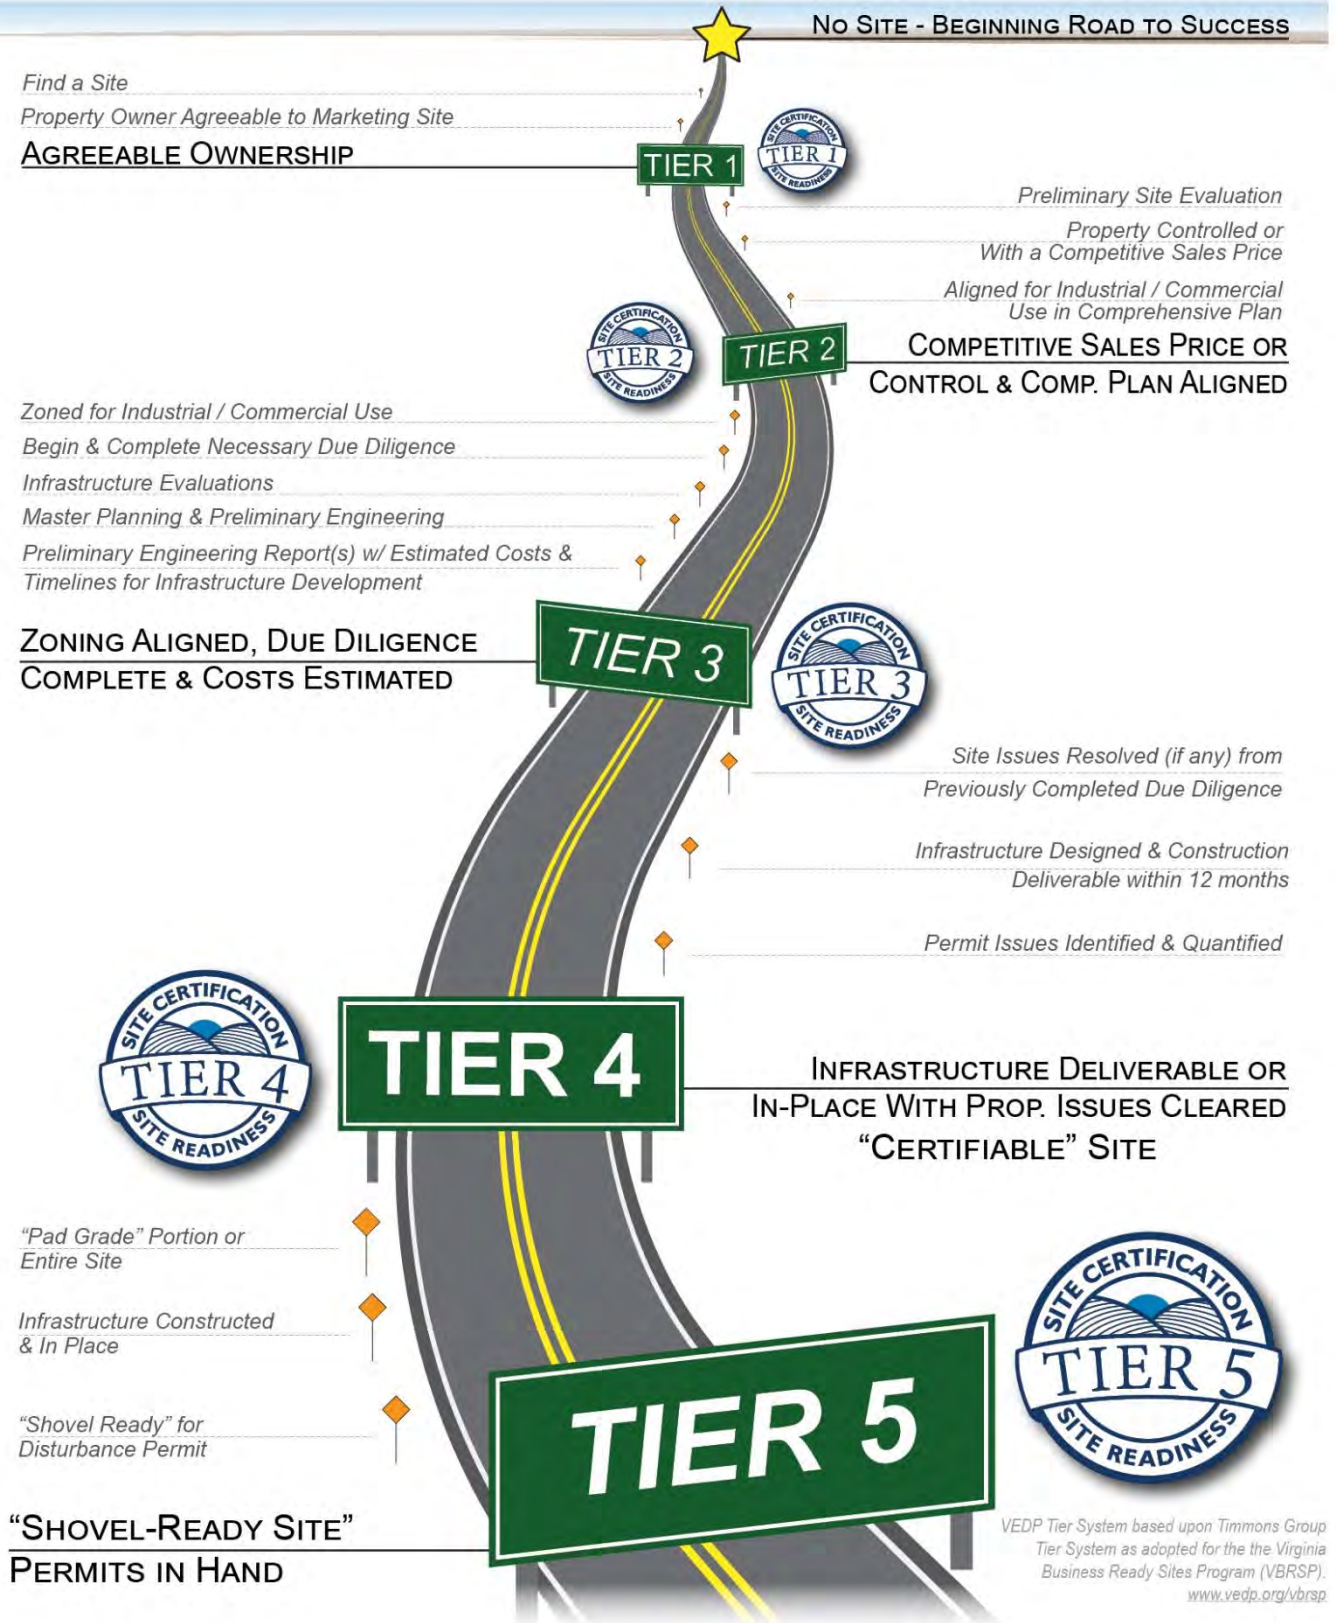 NO SITE - BEGINNING ROAD TO SUCCESS
Find a Site
Property Owner Agreeable to Marketing Site
AGREEABLE OWNERSHIP
TIER 1
SITE CERTIFICATION
TIER 1
SITE READINESS
Preliminary Site Evaluation
Property Controlled or
With a Competitive Sales Price
Aligned for Industrial / Commercial
Use in Comprehensive Plan
SITE CERTIFICATION
TIER 2
SITE READINESS
TIER 2
COMPETITIVE SALES PRICE OR
CONTROL & COMP. PLAN ALIGNED
Zoned for Industrial / Commercial Use
Begin & Complete Necessary Due Diligence
Infrastructure Evaluations
Master Planning & Preliminary Engineering
Preliminary Engineering Report(s) w/ Estimated Costs &
Timelines for Infrastructure Development
ZONING ALIGNED, DUE DILIGENCE
COMPLETE & COSTS ESTIMATED
TIER 3
SITE CERTIFICATION
TIER 3
SITE READINESS
Site Issues Resolved (if any) from
Previously Completed Due Diligence
Infrastructure Designed & Construction
Deliverable within 12 months
Permit Issues Identified & Quantified
SITE CERTIFICATION
TIER 4
SITE READINESS
TIER 4
INFRASTRUCTURE DELIVERABLE OR
IN-PLACE WITH PROP. ISSUES CLEARED
“CERTIFIABLE” SITE
“Pad Grade” Portion or
Entire Site
Infrastructure Constructed
& In Place
“Shovel Ready” for
Disturbance Permit
“SHOVEL-READY SITE”
PERMITS IN HAND
TIER 5
SITE CERTIFICATION
TIER 5
SITE READINESS
VEDP Tier System based upon Timmons Group
Tier System as adopted for the the Virginia
Business Ready Sites Program (VBRSP).
www.vedp.org/vbrsp